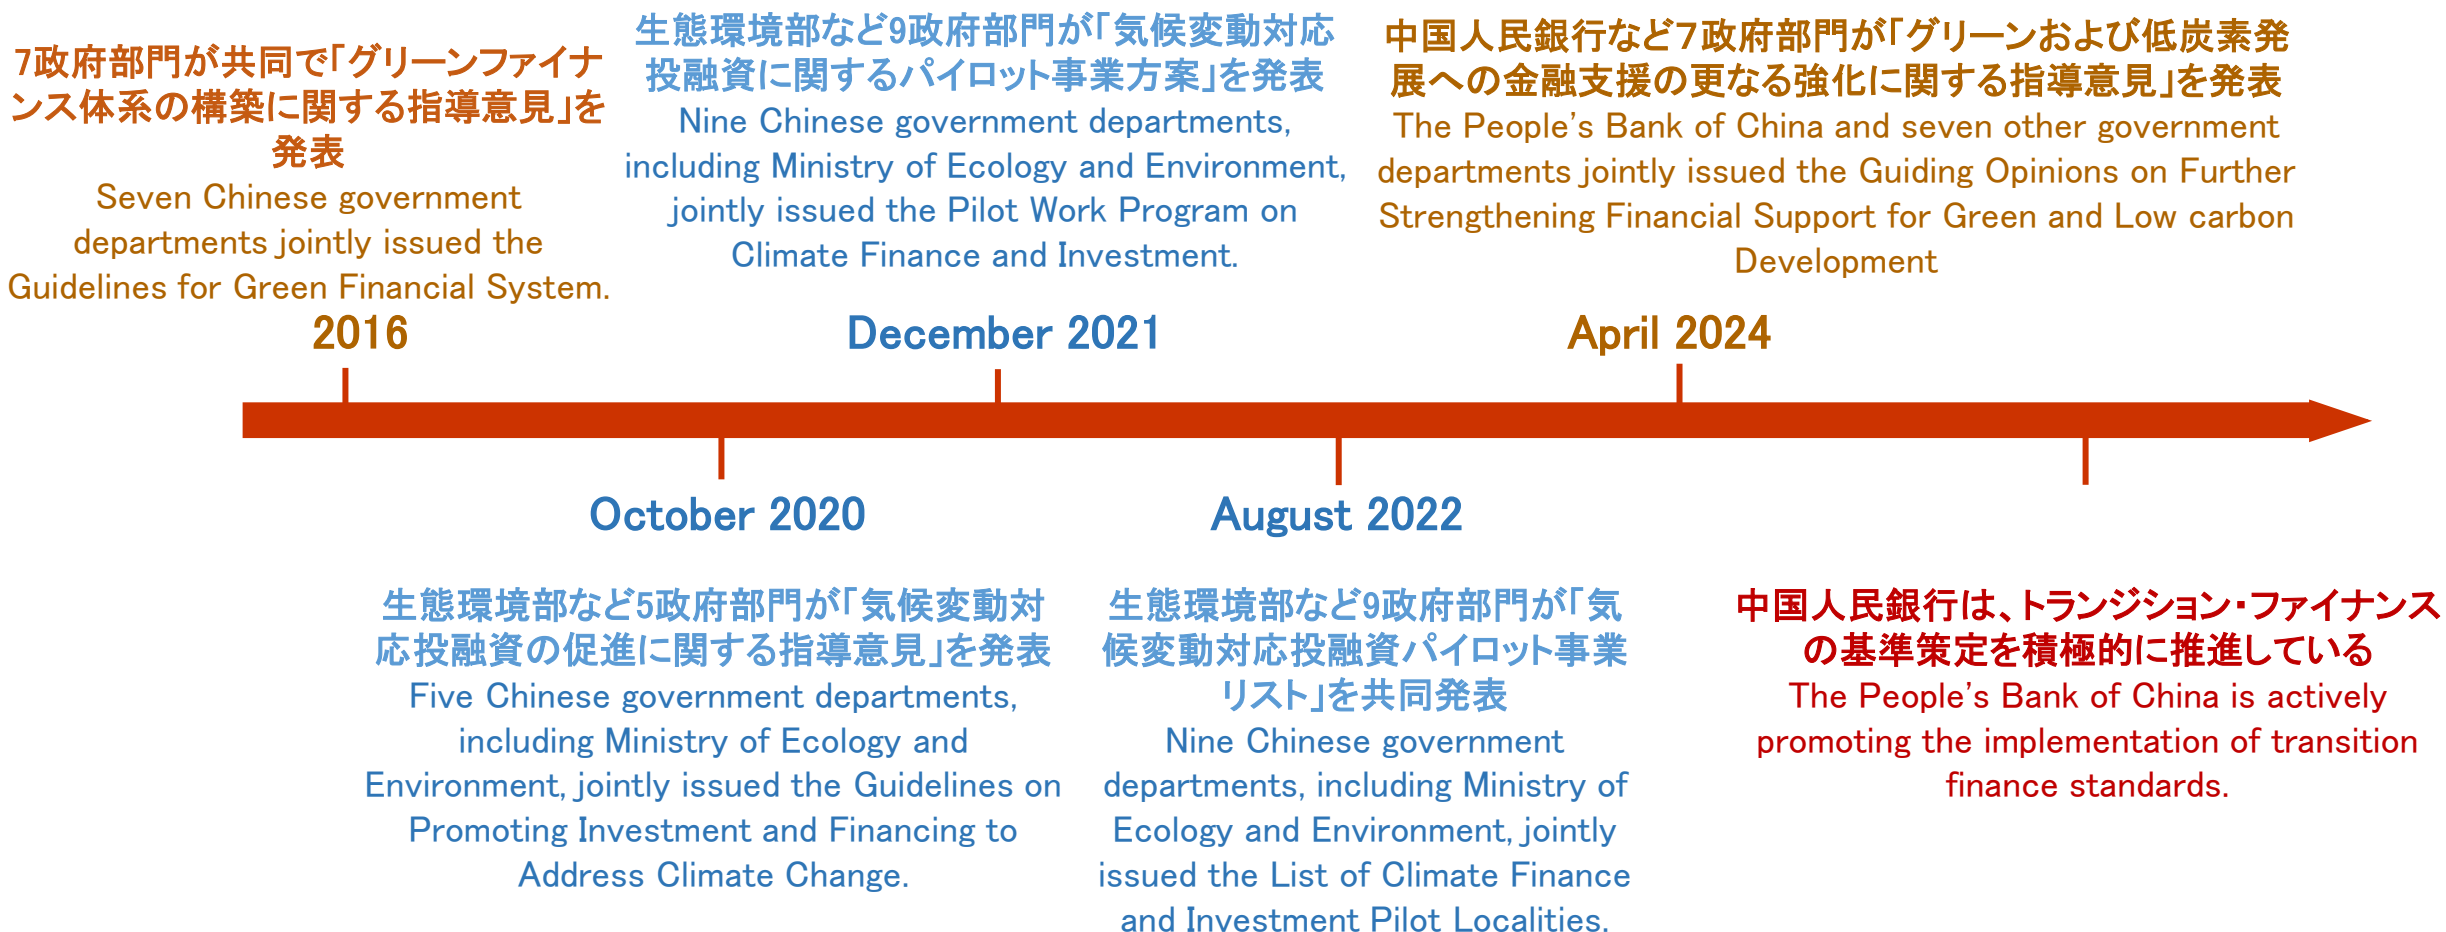 7政府部門が共同で「グリーンファイナ
ンス体系の構築に関する指導意見」を
発表
Seven Chinese government
departments jointly issued the
Guidelines for Green Financial System.
2016
生態環境部など9政府部門が「気候変動対応
投融資に関するパイロット事業方案」を発表
Nine Chinese government departments,
including Ministry of Ecology and Environment,
jointly issued the Pilot Work Program on
Climate Finance and Investment.
December 2021
中国人民銀行など7政府部門が「グリーンおよび低炭素発
展への金融支援の更なる強化に関する指導意見」を発表
The People's Bank of China and seven other government
departments jointly issued the Guiding Opinions on Further
Strengthening Financial Support for Green and Low carbon
Development
April 2024
October 2020
生態環境部など5政府部門が「気候変動対
応投融資の促進に関する指導意見」を発表
Five Chinese government departments,
including Ministry of Ecology and
Environment, jointly issued the Guidelines on
Promoting Investment and Financing to
Address Climate Change.
August 2022
生態環境部など9政府部門が「気
候変動対応投融資パイロット事業
リスト」を共同発表
Nine Chinese government
departments, including Ministry of
Ecology and Environment, jointly
issued the List of Climate Finance
and Investment Pilot Localities.
中国人民銀行は、トランジション・ファイナンス
の基準策定を積極的に推進している
The People's Bank of China is actively
promoting the implementation of transition
finance standards.